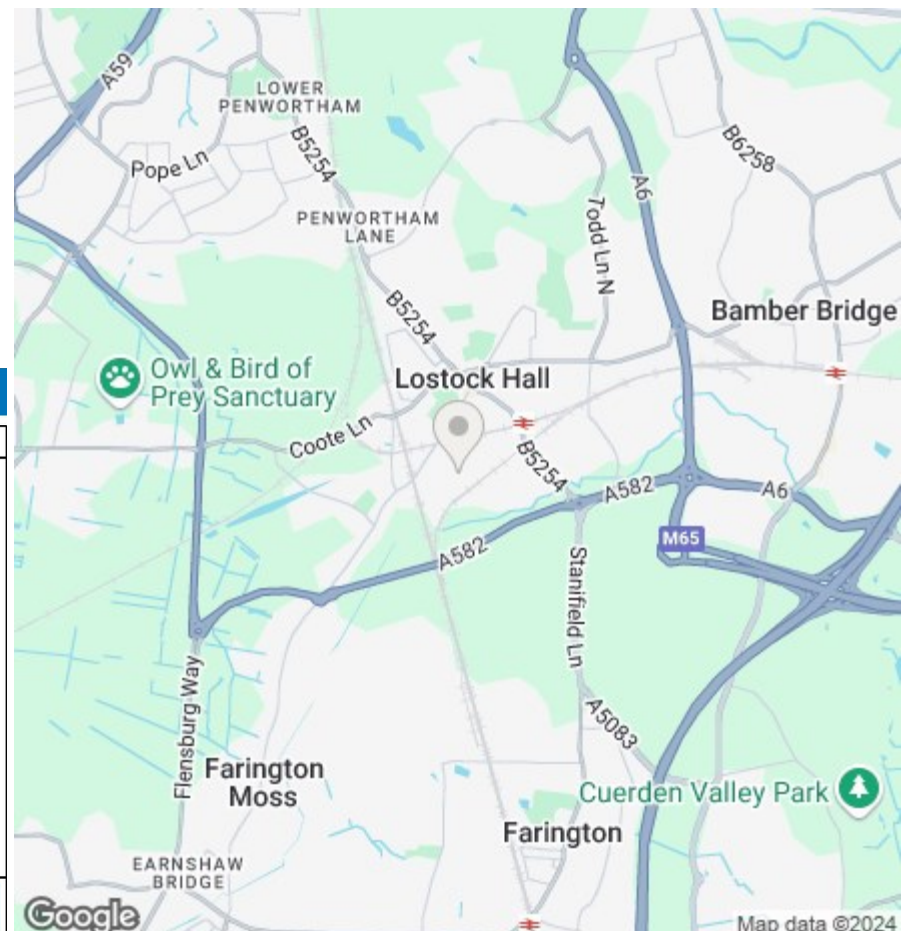 A59
LOWER
PENWORTHAM
B5254
Pope Ln
B6258
A6
Todd Ln N
PENWORTHAM
LANE
B5254
Bamber Bridge
Owl & Bird of
Prey Sanctuary
Lostock Hall
Coote Ln
B5254
A582
A6
M65
A582
Stanifield Ln
Flensburg Way
A5083
Farington
Moss
Cuerden Valley Park
Farington
EARNSHAW
BRIDGE
Google
Map data ©2024